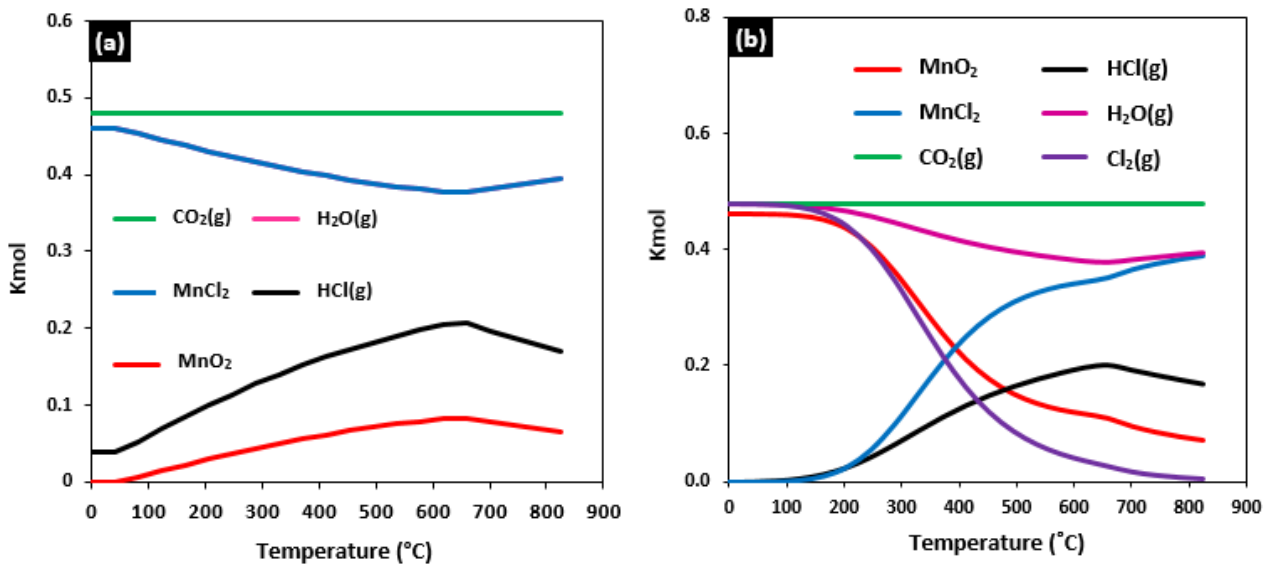 (a)
0.6
0.5
0.4
0.3
0.2
0.1
0
Kmol
CO₂(g) H₂O(g)
MnCl₂ HCl(g)
MnO₂
0 100 200 300 400 500 600 700 800 900
Temperature (°C)
(b)
0.8
0.6
0.4
0.2
0.0
Kmol
MnO₂ HCl(g)
MnCl₂ H₂O(g)
CO₂(g) Cl₂(g)
0 100 200 300 400 500 600 700 800 900
Temperature (°C)